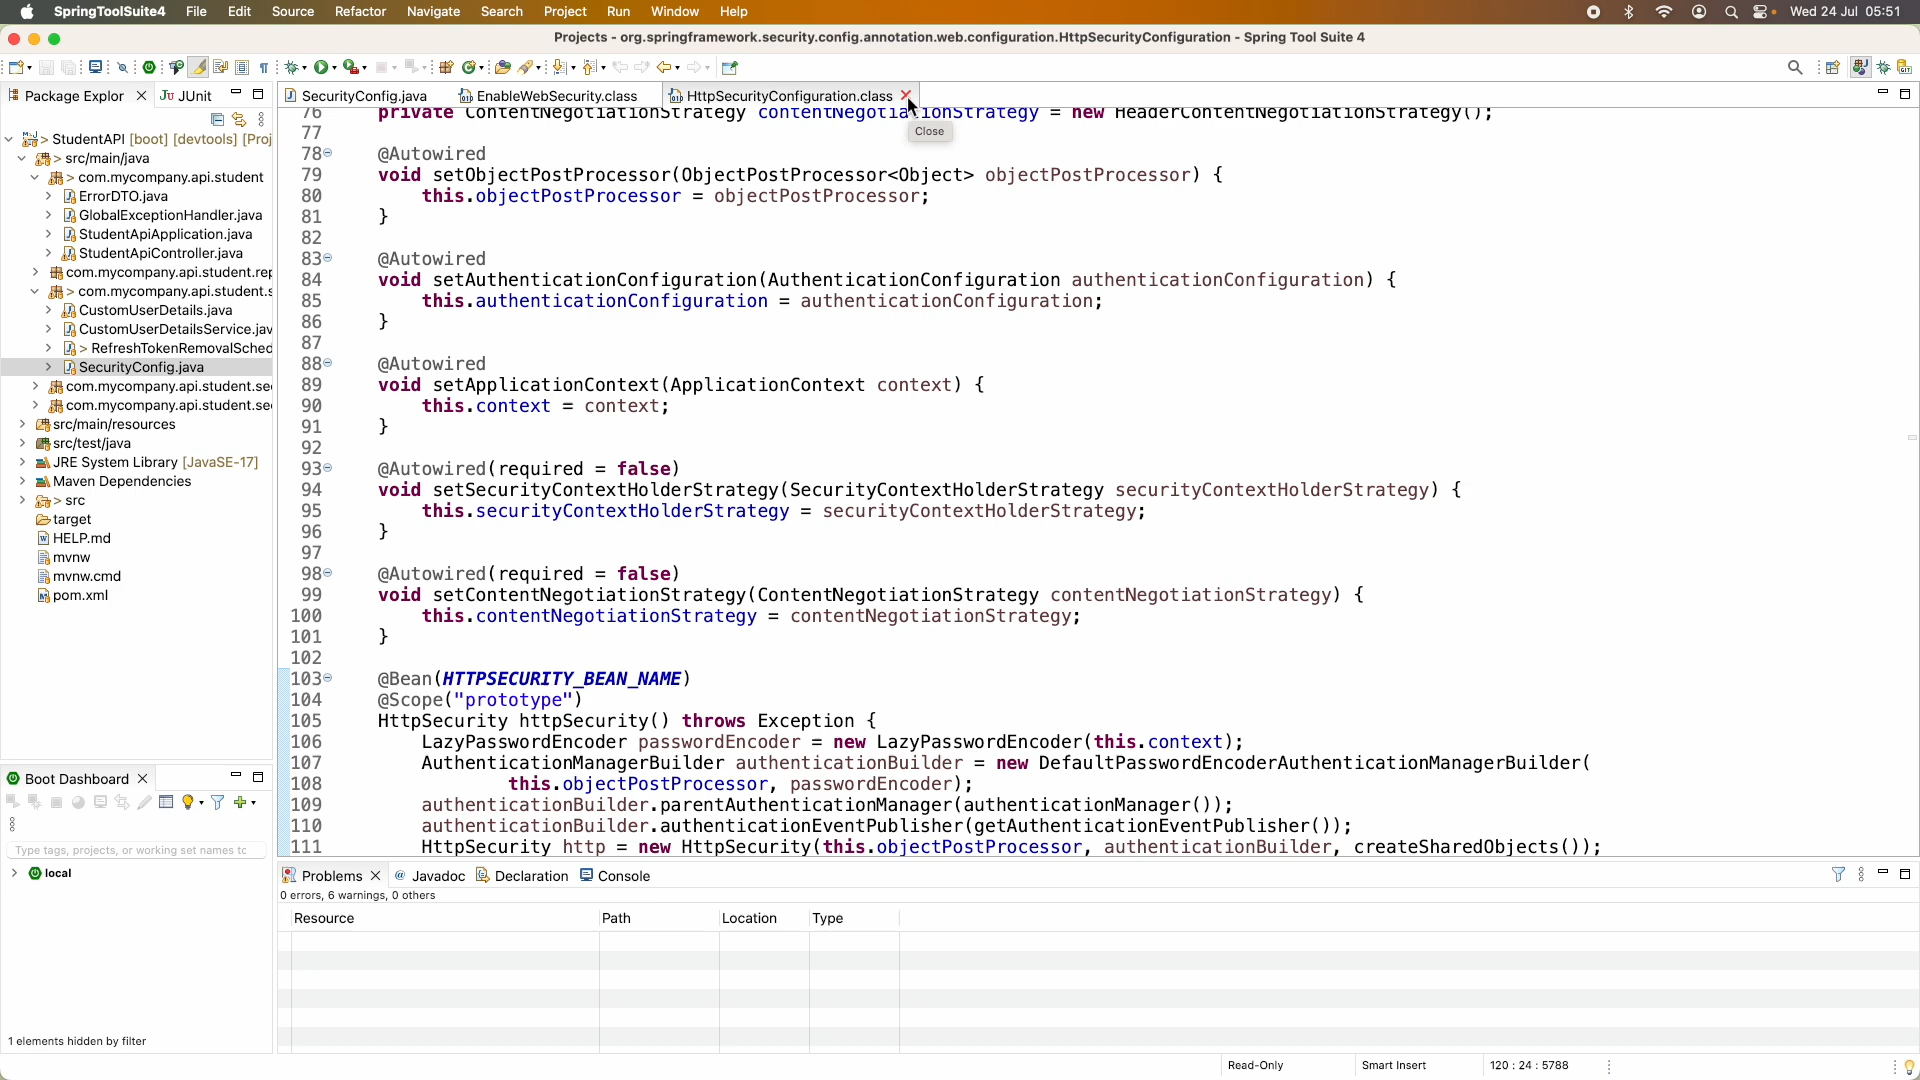 SpringToolSuite4 File Edit Source Refactor Navigate Search Project Run Window Help Wed 24 Jul 05:51
Projects - org.springframework.security.config.annotation.web.configuration.HttpSecurityConfiguration - Spring Tool Suite 4
Package Explor JUnit
SecurityConfig.java EnableWebSecurity.class HttpSecurityConfiguration.class
Close
StudentAPI [boot] [devtools] [Proj
src/main/java
com.mycompany.api.student
ErrorDTO.java
GlobalExceptionHandler.java
StudentApiApplication.java
StudentApiController.java
com.mycompany.api.student.rep
com.mycompany.api.student.s
CustomUserDetails.java
CustomUserDetailsService.jav
> RefreshTokenRemovalSched
SecurityConfig.java
com.mycompany.api.student.se
com.mycompany.api.student.se
src/main/resources
src/test/java
JRE System Library [JavaSE-17]
Maven Dependencies
> src
target
HELP.md
mvnw
mvnw.cmd
pom.xml
76 private ContentNegotiationStrategy contentNegotiationStrategy = new HeaderContentNegotiationStrategy();
77
78 @Autowired
79 void setObjectPostProcessor(ObjectPostProcessor<Object> objectPostProcessor) {
80 this.objectPostProcessor = objectPostProcessor;
81 }
82
83 @Autowired
84 void setAuthenticationConfiguration(AuthenticationConfiguration authenticationConfiguration) {
85 this.authenticationConfiguration = authenticationConfiguration;
86 }
87
88 @Autowired
89 void setApplicationContext(ApplicationContext context) {
90 this.context = context;
91 }
92
93 @Autowired(required = false)
94 void setSecurityContextHolderStrategy(SecurityContextHolderStrategy securityContextHolderStrategy) {
95 this.securityContextHolderStrategy = securityContextHolderStrategy;
96 }
97
98 @Autowired(required = false)
99 void setContentNegotiationStrategy(ContentNegotiationStrategy contentNegotiationStrategy) {
100 this.contentNegotiationStrategy = contentNegotiationStrategy;
101 }
102
103 @Bean(HTTPSECURITY_BEAN_NAME)
104 @Scope("prototype")
105 HttpSecurity httpSecurity() throws Exception {
106 LazyPasswordEncoder passwordEncoder = new LazyPasswordEncoder(this.context);
107 AuthenticationManagerBuilder authenticationBuilder = new DefaultPasswordEncoderAuthenticationManagerBuilder(
108 this.objectPostProcessor, passwordEncoder);
109 authenticationBuilder.parentAuthenticationManager(authenticationManager());
110 authenticationBuilder.authenticationEventPublisher(getAuthenticationEventPublisher());
111 HttpSecurity http = new HttpSecurity(this.objectPostProcessor, authenticationBuilder, createSharedObjects());
Boot Dashboard
Type tags, projects, or working set names tc
local
1 elements hidden by filter
Problems Javadoc Declaration Console
0 errors, 6 warnings, 0 others
Resource Path Location Type
Read-Only Smart Insert 120 : 24 : 5788